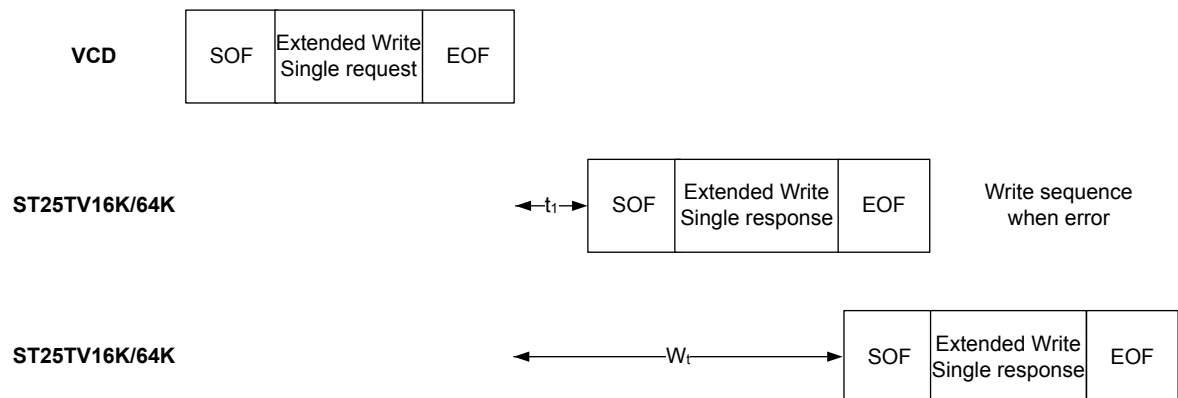 VCD
SOF
Extended Write
Single request
EOF
ST25TV16K/64K
t1
SOF
Extended Write
Single response
EOF
Write sequence
when error
ST25TV16K/64K
Wt
SOF
Extended Write
Single response
EOF